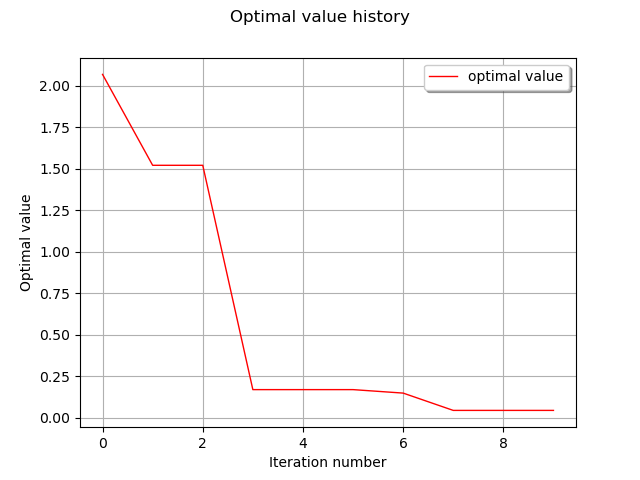 Optimal value history
optimal value
2.00
1.75
1.50
1.25
1.00
0.75
0.50
0.25
0.00
Optimal value
0 2 4 6 8
Iteration number